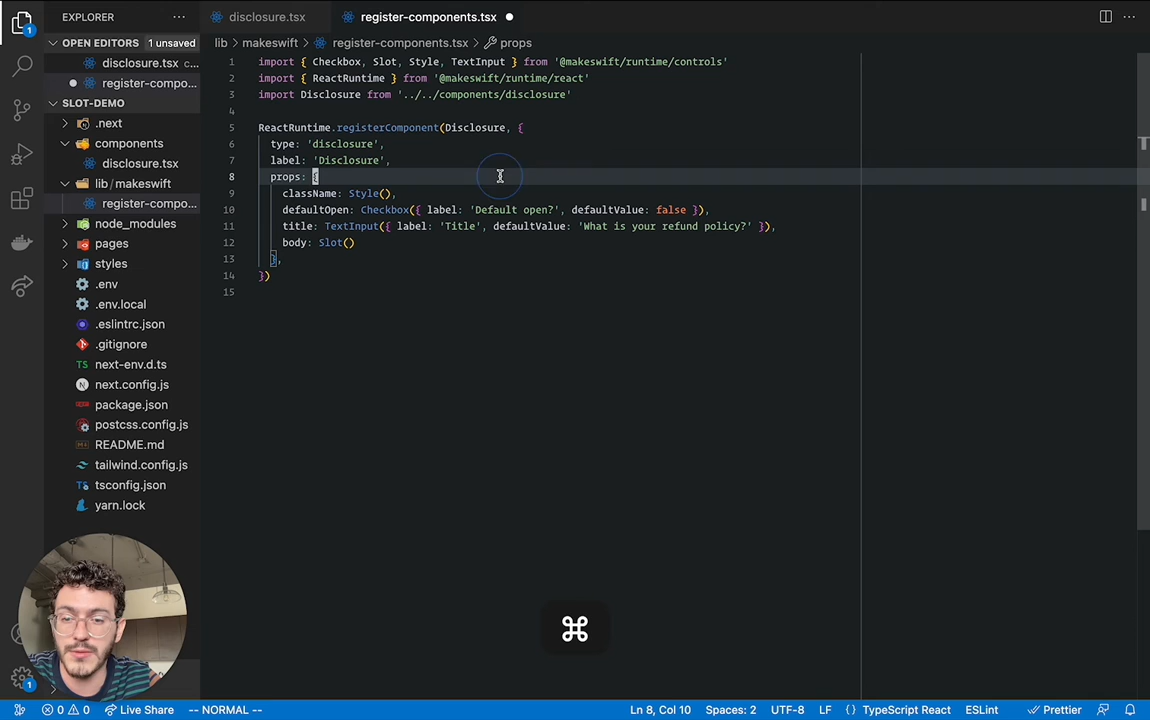 EXPLORER
disclosure.tsx
register-components.tsx
OPEN EDITORS 1 unsaved
disclosure.tsx c...
register-compo...
SLOT-DEMO
.next
components
disclosure.tsx
lib/makeswift
register-compo...
node_modules
pages
styles
.env
.env.local
.eslintrc.json
.gitignore
TS next-env.d.ts
N next.config.js
package.json
postcss.config.js
README.md
tailwind.config.js
TS tsconfig.json
yarn.lock
1
1
lib > makeswift > register-components.tsx > props
1 import { Checkbox, Slot, Style, TextInput } from '@makeswift/runtime/controls'
2 import { ReactRuntime } from '@makeswift/runtime/react'
3 import Disclosure from '../../components/disclosure'
4
5 ReactRuntime.registerComponent(Disclosure, {
6 type: 'disclosure',
7 label: 'Disclosure',
8 props: {
9 className: Style(),
10 defaultOpen: Checkbox({ label: 'Default open?', defaultValue: false }),
11 title: TextInput({ label: 'Title', defaultValue: 'What is your refund policy?' }),
12 body: Slot()
13 },
14 })
15
⌘
0 0 Live Share -- NORMAL -- Ln 8, Col 10 Spaces: 2 UTF-8 LF {} TypeScript React ESLint Prettier